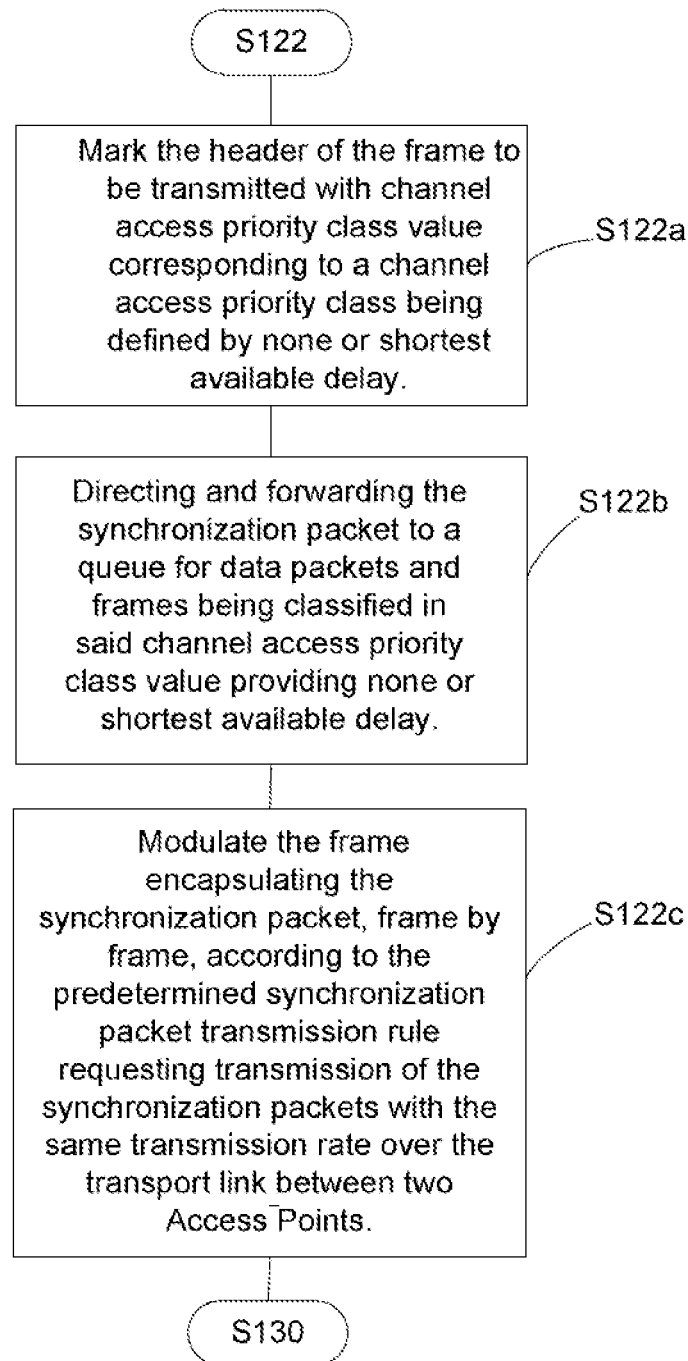 S122
Mark the header of the frame to
be transmitted with channel
access priority class value
corresponding to a channel
access priority class being
defined by none or shortest
available delay.
S122a
Directing and forwarding the
synchronization packet to a
queue for data packets and
frames being classified in
said channel access priority
class value providing none or
shortest available delay.
S122b
Modulate the frame
encapsulating the
synchronization packet, frame by
frame, according to the
predetermined synchronization
packet transmission rule
requesting transmission of the
synchronization packets with the
same transmission rate over the
transport link between two
Access Points.
S122c
S130